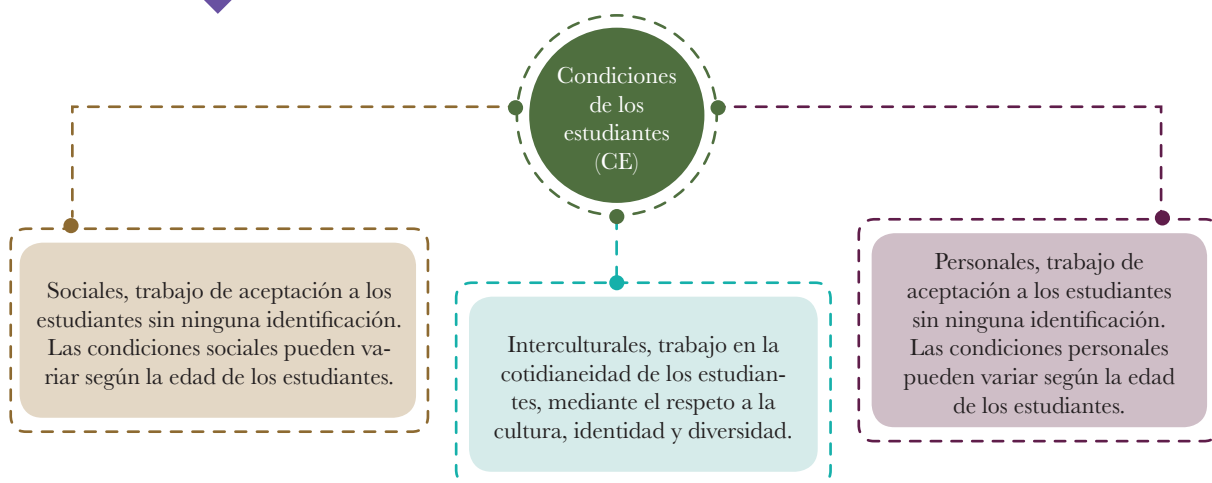 Condiciones
de los
estudiantes
(CE)
Sociales, trabajo de aceptación a los
estudiantes sin ninguna identificación.
Las condiciones sociales pueden va-
riar según la edad de los estudiantes.
Interculturales, trabajo en la
cotidianeidad de los estudian-
tes, mediante el respeto a la
cultura, identidad y diversidad.
Personales, trabajo de
aceptación a los estudiantes
sin ninguna identificación.
Las condiciones personales
pueden variar según la edad
de los estudiantes.